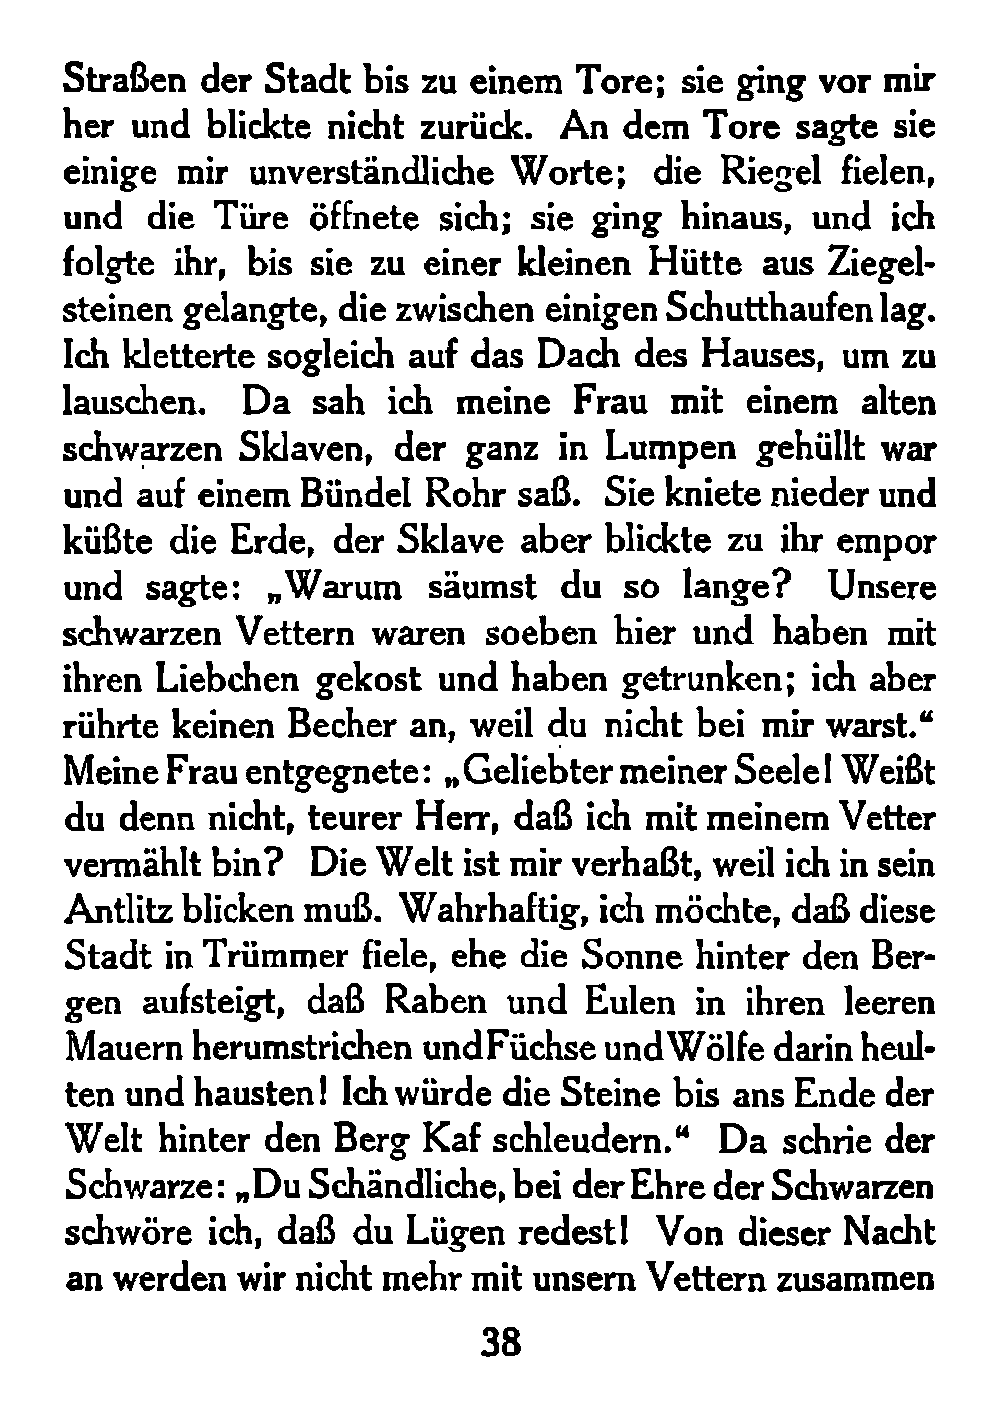 Straßen der Stadt bis zu einem Tore; sie ging vor mir
her und blickte nicht zurück. An dem Tore sagte sie
einige mir unverständliche Worte; die Riegel fielen,
und die Türe öffnete sich; sie ging hinaus, und ich
folgte ihr, bis sie zu einer kleinen Hütte aus Ziegel-
steinen gelangte, die zwischen einigen Schutthaufen lag.
Ich kletterte sogleich auf das Dach des Hauses, um zu
lauschen. Da sah ich meine Frau mit einem alten
schwarzen Sklaven, der ganz in Lumpen gehüllt war
und auf einem Bündel Rohr saß. Sie kniete nieder und
küßte die Erde, der Sklave aber blickte zu ihr empor
und sagte: „Warum säumst du so lange? Unsere
schwarzen Vettern waren soeben hier und haben mit
ihren Liebchen gekost und haben getrunken; ich aber
rührte keinen Becher an, weil du nicht bei mir warst.“
Meine Frau entgegnete: „Geliebter meiner Seele! Weißt
du denn nicht, teurer Herr, daß ich mit meinem Vetter
vermählt bin? Die Welt ist mir verhaßt, weil ich in sein
Antlitz blicken muß. Wahrhaftig, ich möchte, daß diese
Stadt in Trümmer fiele, ehe die Sonne hinter den Ber-
gen aufsteigt, daß Raben und Eulen in ihren leeren
Mauern herumstrichen und Füchse und Wölfe darin heul-
ten und hausten! Ich würde die Steine bis ans Ende der
Welt hinter den Berg Kaf schleudern.“ Da schrie der
Schwarze: „Du Schändliche, bei der Ehre der Schwarzen
schwöre ich, daß du Lügen redest! Von dieser Nacht
an werden wir nicht mehr mit unsern Vettern zusammen
38